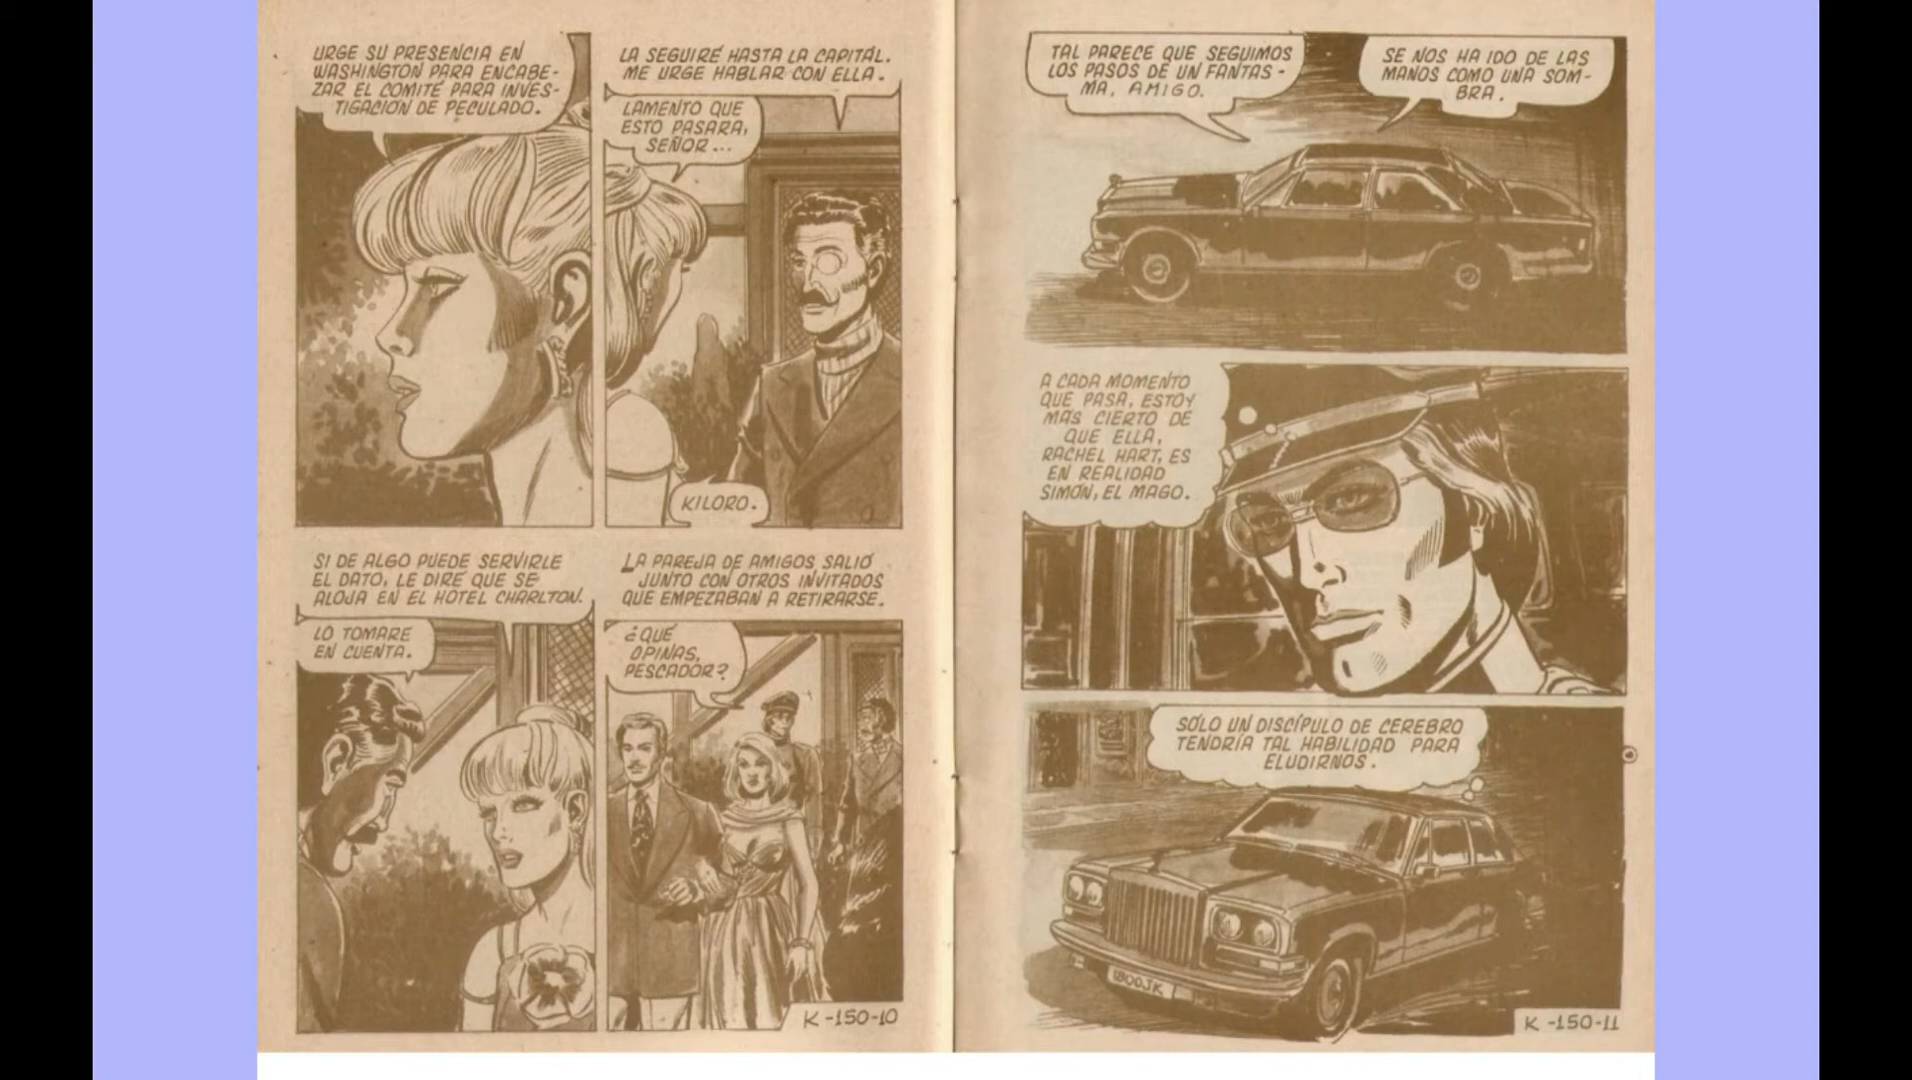 URGE SU PRESENCIA EN
WASHINGTON PARA ENCABE-
ZAR EL COMITÉ PARA INVES-
TIGACIÓN DE PECULADO.
LA SEGUIRÉ HASTA LA CAPITAL.
ME URGE HABLAR CON ELLA.
LAMENTO QUE
ESTO PASARA,
SEÑOR...
KILORO.
SI DE ALGO PUEDE SERVIRLE
EL DATO, LE DIRÉ QUE SE
ALOJA EN EL HOTEL CHARLTON.
LO TOMARE
EN CUENTA.
LA PAREJA DE AMIGOS SALIÓ
JUNTO CON OTROS INVITADOS
QUE EMPEZABAN A RETIRARSE.
¿QUÉ
OPINAS,
PESCADOR?
K-150-10
TAL PARECE QUE SEGUIMOS
LOS PASOS DE UN FANTAS-
MA, AMIGO.
SE NOS HA IDO DE LAS
MANOS COMO UNA SOM-
BRA.
A CADA MOMENTO
QUE PASA, ESTOY
MÁS CIERTO DE
QUE ELLA,
RACHEL HART, ES
EN REALIDAD
SIMÓN, EL MAGO.
SÓLO UN DISCÍPULO DE CEREBRO
TENDRÍA TAL HABILIDAD PARA
ELUDIRNOS.
1800JK
K-150-11